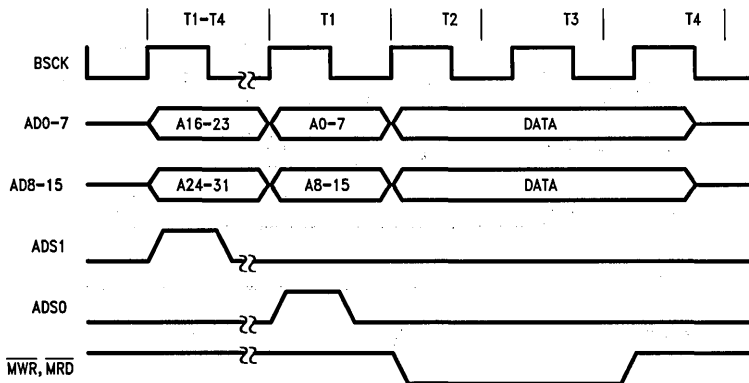 T1-T4 T1 T2 T3 T4
BSCK
AD0-7 A16-23 A0-7 DATA
AD8-15 A24-31 A8-15 DATA
ADS1
ADS0
MWR, MRD